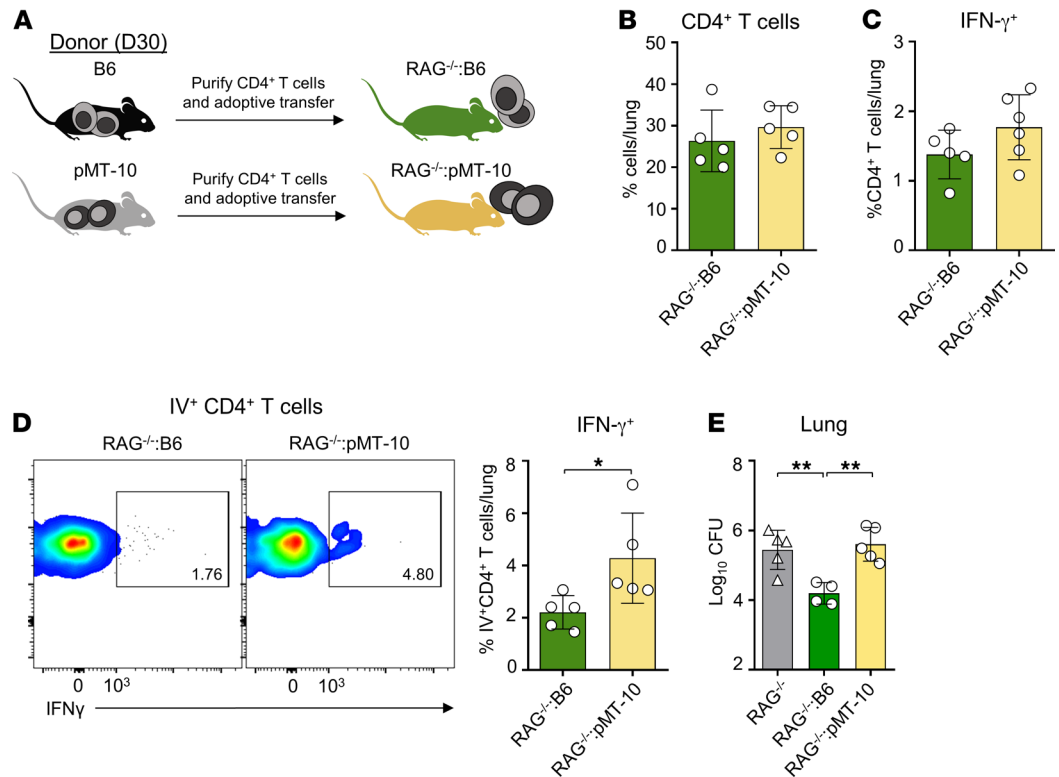 A
Donor (D30)
B6
Purify CD4⁺ T cells
and adoptive transfer
RAG⁻/⁻:B6
pMT-10
Purify CD4⁺ T cells
and adoptive transfer
RAG⁻/⁻:pMT-10
B
CD4⁺ T cells
% cells/lung
50
40
30
20
10
0
RAG⁻/⁻:B6
RAG⁻/⁻:pMT-10
C
IFN-γ⁺
%CD4⁺ T cells/lung
3
2
1
0
RAG⁻/⁻:B6
RAG⁻/⁻:pMT-10
D
IV⁺ CD4⁺ T cells
RAG⁻/⁻:B6
RAG⁻/⁻:pMT-10
1.76
4.80
0 10³
0 10³
IFNγ
IFN-γ⁺
% IV⁺CD4⁺ T cells/lung
8
6
4
2
0
*
RAG⁻/⁻:B6
RAG⁻/⁻:pMT-10
E
Lung
Log₁₀ CFU
8
6
4
2
** **
RAG⁻/⁻
RAG⁻/⁻:B6
RAG⁻/⁻:pMT-10